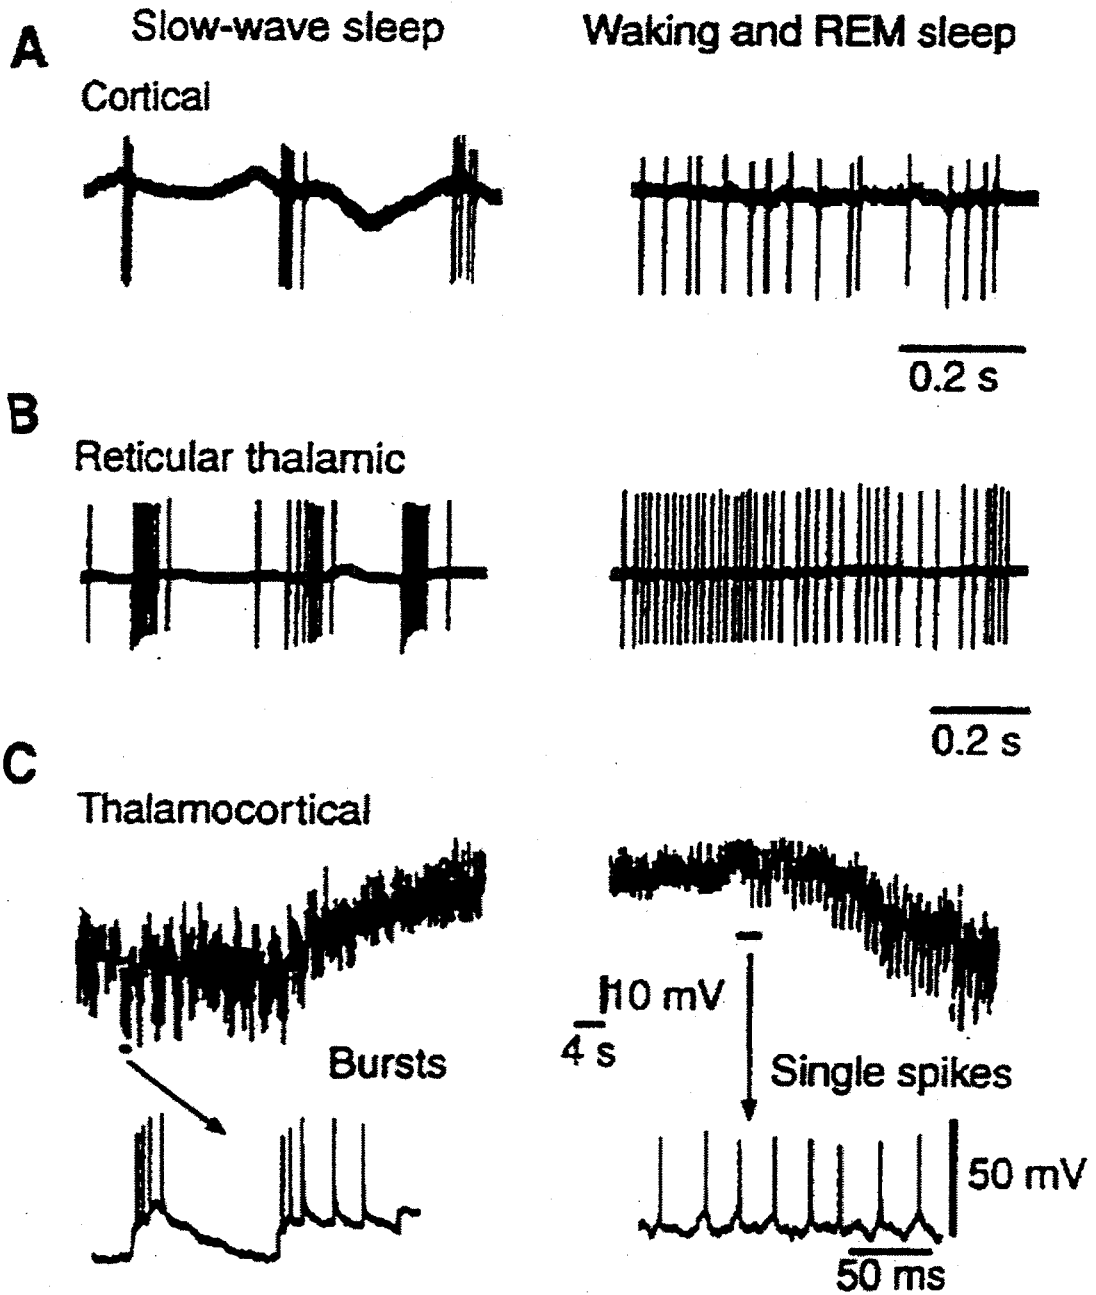 A
Slow-wave sleep
Waking and REM sleep
Cortical
0.2 s
B
Reticular thalamic
0.2 s
C
Thalamocortical
10 mV
4 s
Bursts
Single spikes
50 mV
50 ms